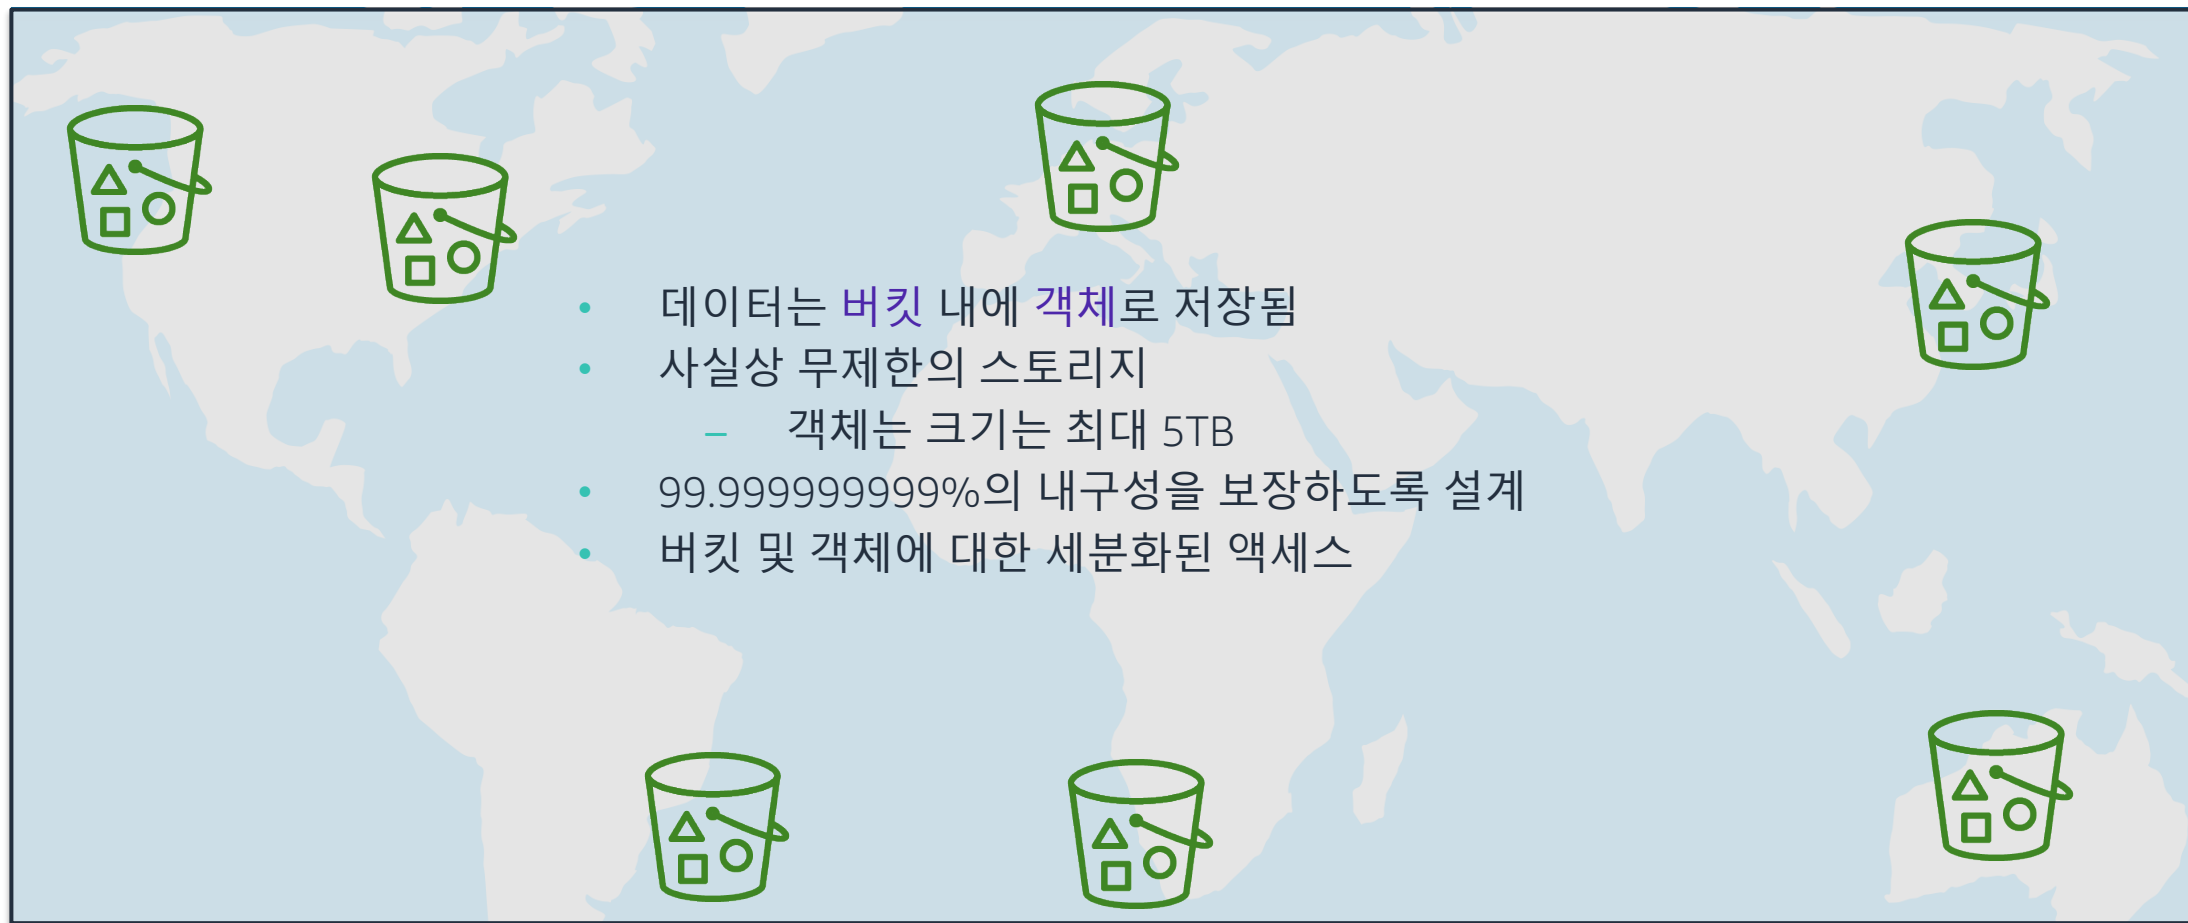 • 데이터는 버킷 내에 객체로 저장됨
• 사실상 무제한의 스토리지
– 객체는 크기는 최대 5TB
• 99.999999999%의 내구성을 보장하도록 설계
• 버킷 및 객체에 대한 세분화된 액세스